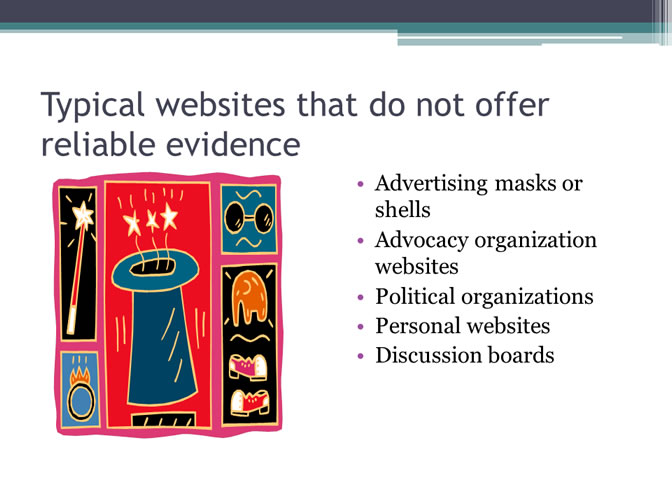 Typical websites that do not offer
reliable evidence
• Advertising masks or
shells
• Advocacy organization
websites
• Political organizations
• Personal websites
• Discussion boards